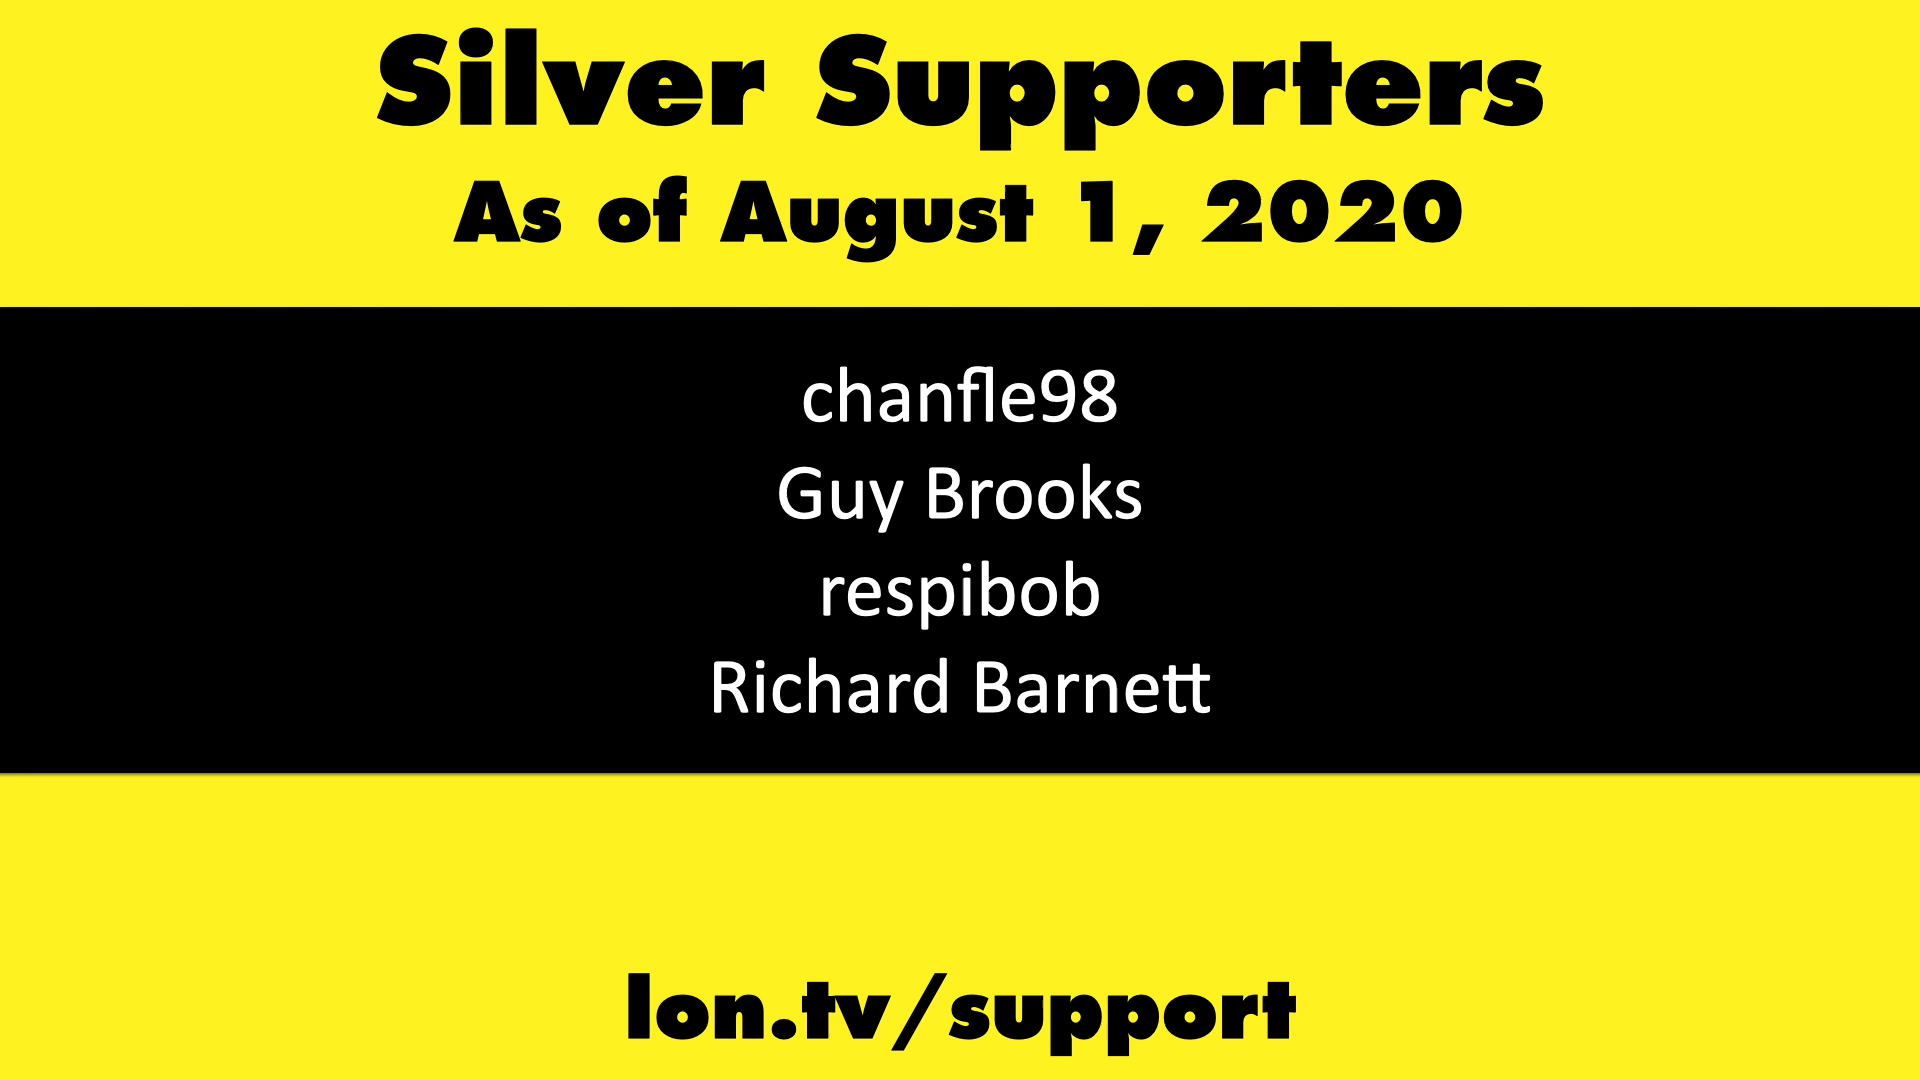 Silver Supporters
As of August 1, 2020
chanfle98
Guy Brooks
respibob
Richard Barnett
lon.tv/support